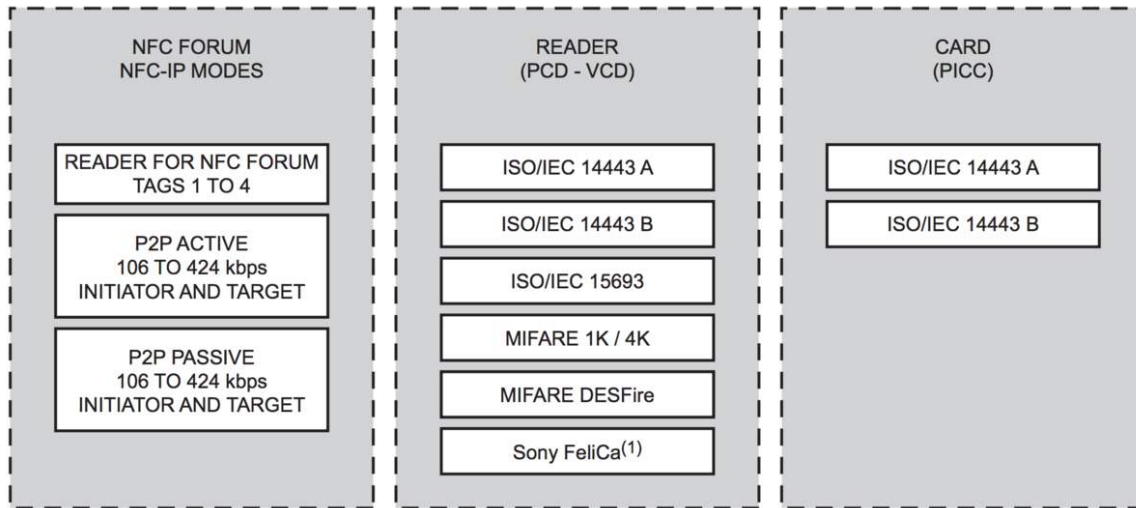 NFC FORUM
NFC-IP MODES
READER FOR NFC FORUM
TAGS 1 TO 4
P2P ACTIVE
106 TO 424 kbps
INITIATOR AND TARGET
P2P PASSIVE
106 TO 424 kbps
INITIATOR AND TARGET
READER
(PCD - VCD)
ISO/IEC 14443 A
ISO/IEC 14443 B
ISO/IEC 15693
MIFARE 1K / 4K
MIFARE DESFire
Sony FeliCa(1)
CARD
(PICC)
ISO/IEC 14443 A
ISO/IEC 14443 B